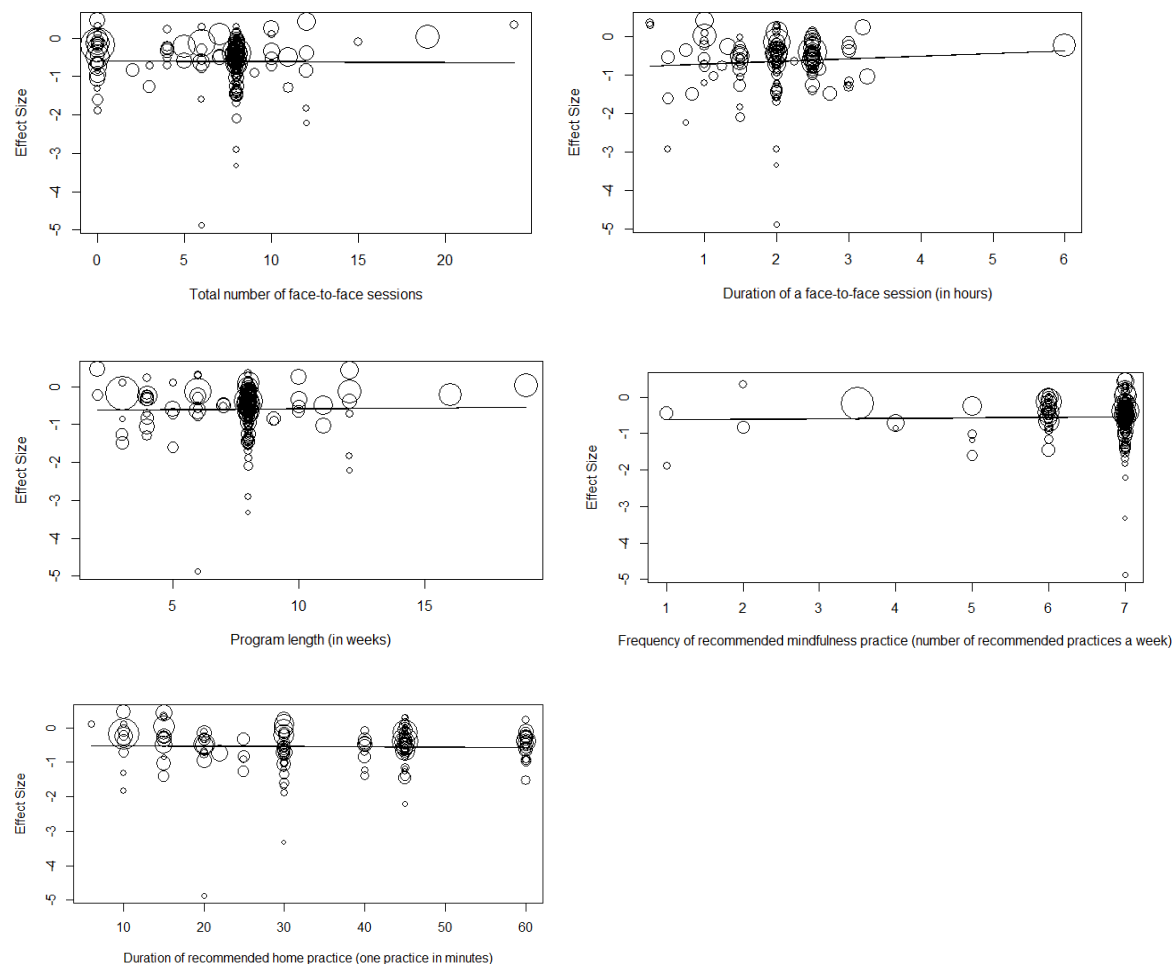 Effect Size
0
-1
-2
-3
-4
-5
0 5 10 15 20
Total number of face-to-face sessions
Effect Size
0
-1
-2
-3
-4
-5
1 2 3 4 5 6
Duration of a face-to-face session (in hours)
Effect Size
0
-1
-2
-3
-4
-5
5 10 15
Program length (in weeks)
Effect Size
0
-1
-2
-3
-4
-5
1 2 3 4 5 6 7
Frequency of recommended mindfulness practice (number of recommended practices a week)
Effect Size
0
-1
-2
-3
-4
-5
10 20 30 40 50 60
Duration of recommended home practice (one practice in minutes)